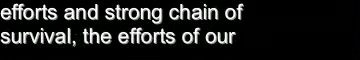 efforts and strong chain of
survival, the efforts of our